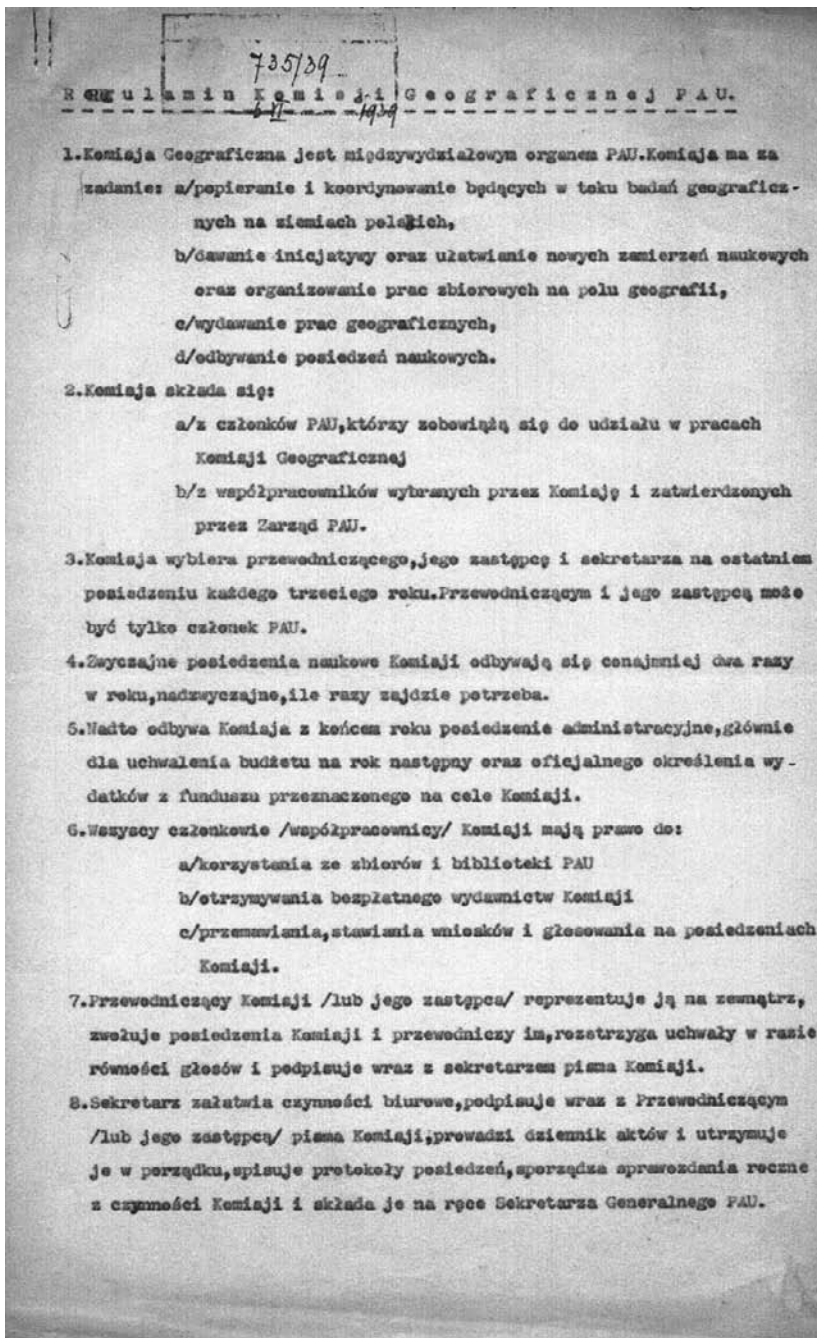 735/39
Regulamin Komisji Geograficznej PAU.
6 VI 1939
1.Komisja Geograficzna jest międzywydziałowym organem PAU.Komisja ma za
zadanie: a/popieranie i koordynowanie będących w toku badań geograficz-
nych na ziemiach polskich,
b/dawanie inicjatywy oraz ułatwianie nowych zamierzeń naukowych
oraz organizowanie prac zbiorowych na polu geografii,
c/wydawanie prac geograficznych,
d/odbywanie posiedzeń naukowych.
2.Komisja składa się:
a/z członków PAU,którzy zobowiążą się do udziału w pracach
Komisji Geograficznej
b/z współpracowników wybranych przez Komisję i zatwierdzonych
przez Zarząd PAU.
3.Komisja wybiera przewodniczącego,jego zastępcę i sekretarza na ostatniem
posiedzeniu każdego trzeciego roku.Przewodniczącym i jego zastępcą może
być tylko członek PAU.
4.Zwyczajne posiedzenia naukowe Komisji odbywają się conajmniej dwa razy
w roku,nadzwyczajne,ile razy zajdzie potrzeba.
5.Nadto odbywa Komisja z końcem roku posiedzenie administracyjne,głównie
dla uchwalenia budżetu na rok następny oraz oficjalnego określenia wy-
datków z funduszu przeznaczonego na cele Komisji.
6.Wszyscy członkowie /współpracownicy/ Komisji mają prawo do:
a/korzystania ze zbiorów i biblioteki PAU
b/otrzymywania bezpłatnego wydawnictw Komisji
c/przemawiania,stawiania wniosków i głosowania na posiedzeniach
Komisji.
7.Przewodniczący Komisji /lub jego zastępca/ reprezentuje ją na zewnątrz,
zwołuje posiedzenia Komisji i przewodniczy im,rozstrzyga uchwały w razie
równości głosów i podpisuje wraz z sekretarzem pisma Komisji.
8.Sekretarz załatwia czynności biurowe,podpisuje wraz z Przewodniczącym
/lub jego zastępcą/ pisma Komisji,prowadzi dziennik aktów i utrzymuje
je w porządku,spisuje protokoły posiedzeń,sporządza sprawozdania roczne
z czynności Komisji i składa je na ręce Sekretarza Generalnego PAU.